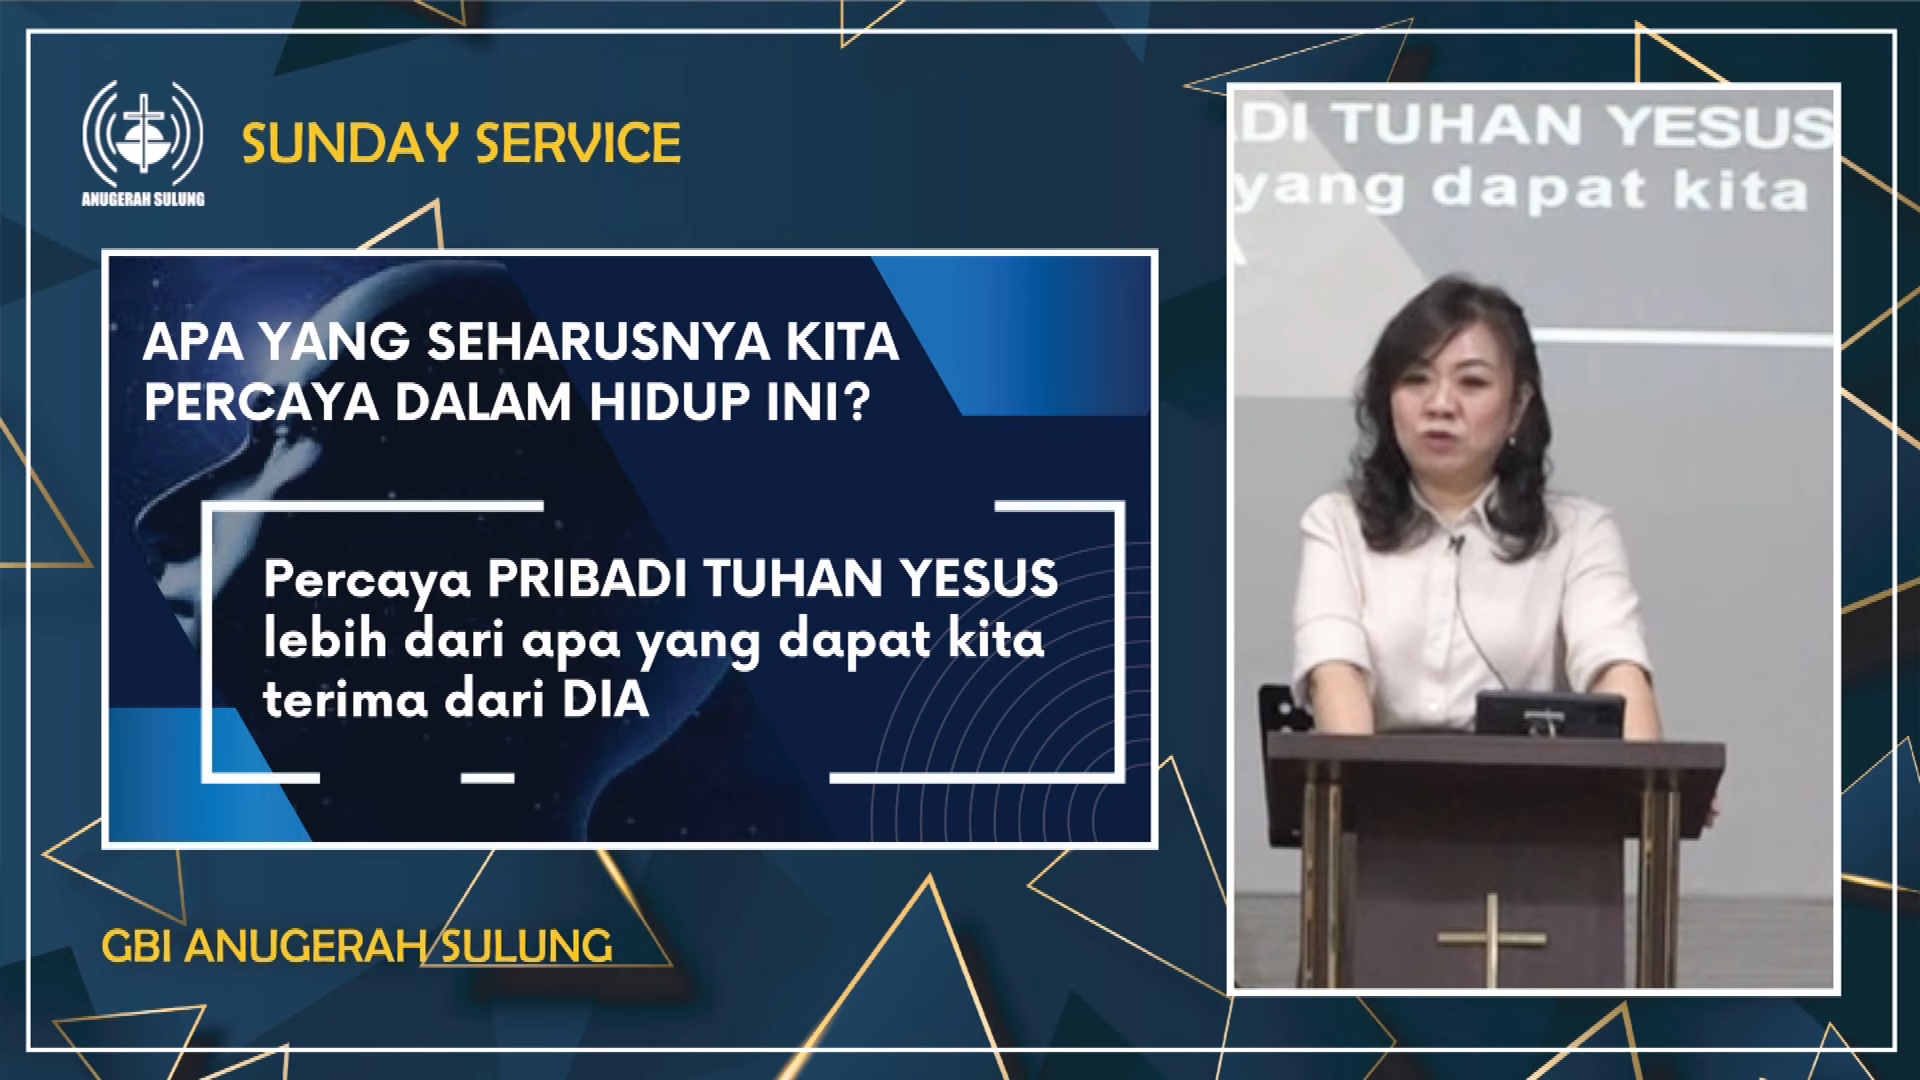 ANUGERAH SULUNG
SUNDAY SERVICE
APA YANG SEHARUSNYA KITA
PERCAYA DALAM HIDUP INI?
Percaya PRIBADI TUHAN YESUS
lebih dari apa yang dapat kita
terima dari DIA
GBI ANUGERAH SULUNG
DI TUHAN YESUS
yang dapat kita